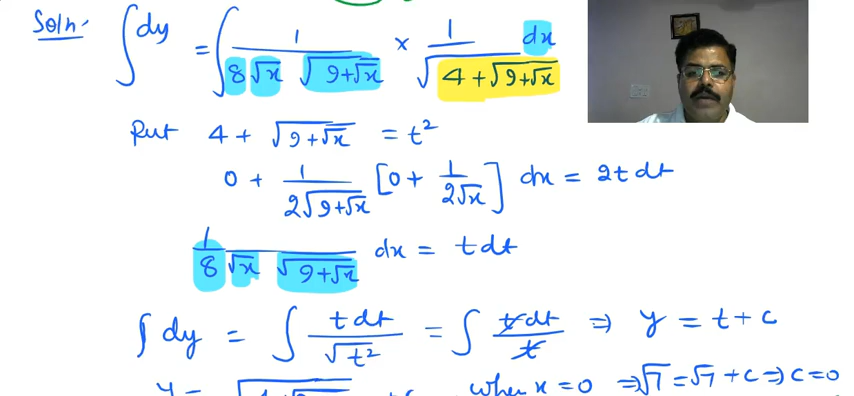 Soln. ∫dy = ∫ 1/(8√x √(9+√x)) × 1/√(4+√(9+√x)) dx
Put 4 + √(9+√x) = t²
0 + 1/(2√(9+√x)) [0 + 1/(2√x)] dx = 2t dt
1/(8 √x √(9+√x)) dx = t dt
∫dy = ∫ t dt/√t² = ∫ t dt/t ⇒ y = t + c
when x = 0 ⇒ √7 = √7 + c ⇒ c = 0